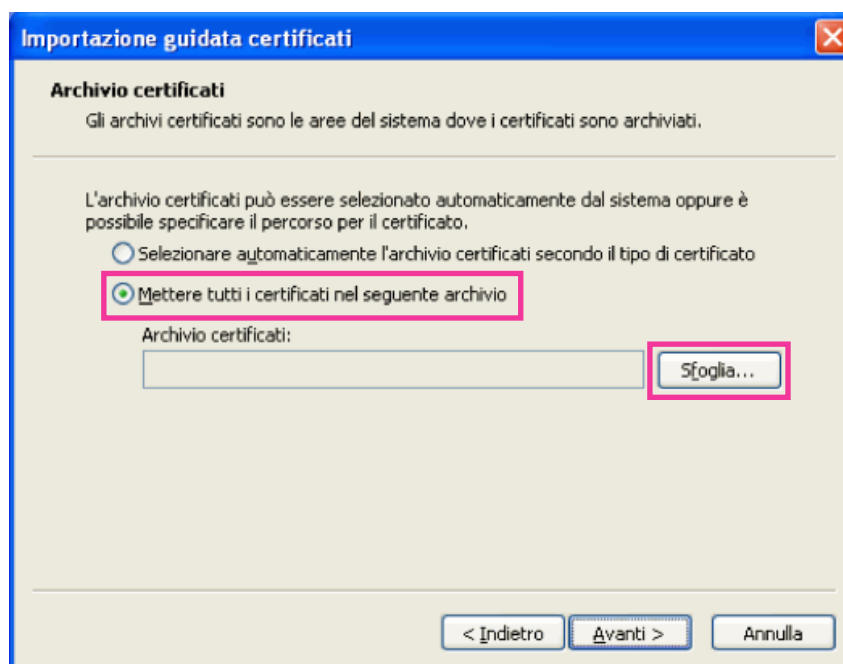 Importazione guidata certificati
Archivio certificati
Gli archivi certificati sono le aree del sistema dove i certificati sono archiviati.
L'archivio certificati può essere selezionato automaticamente dal sistema oppure è
possibile specificare il percorso per il certificato.
Selezionare automaticamente l'archivio certificati secondo il tipo di certificato
Mettere tutti i certificati nel seguente archivio
Archivio certificati:
Sfoglia...
< Indietro Avanti > Annulla